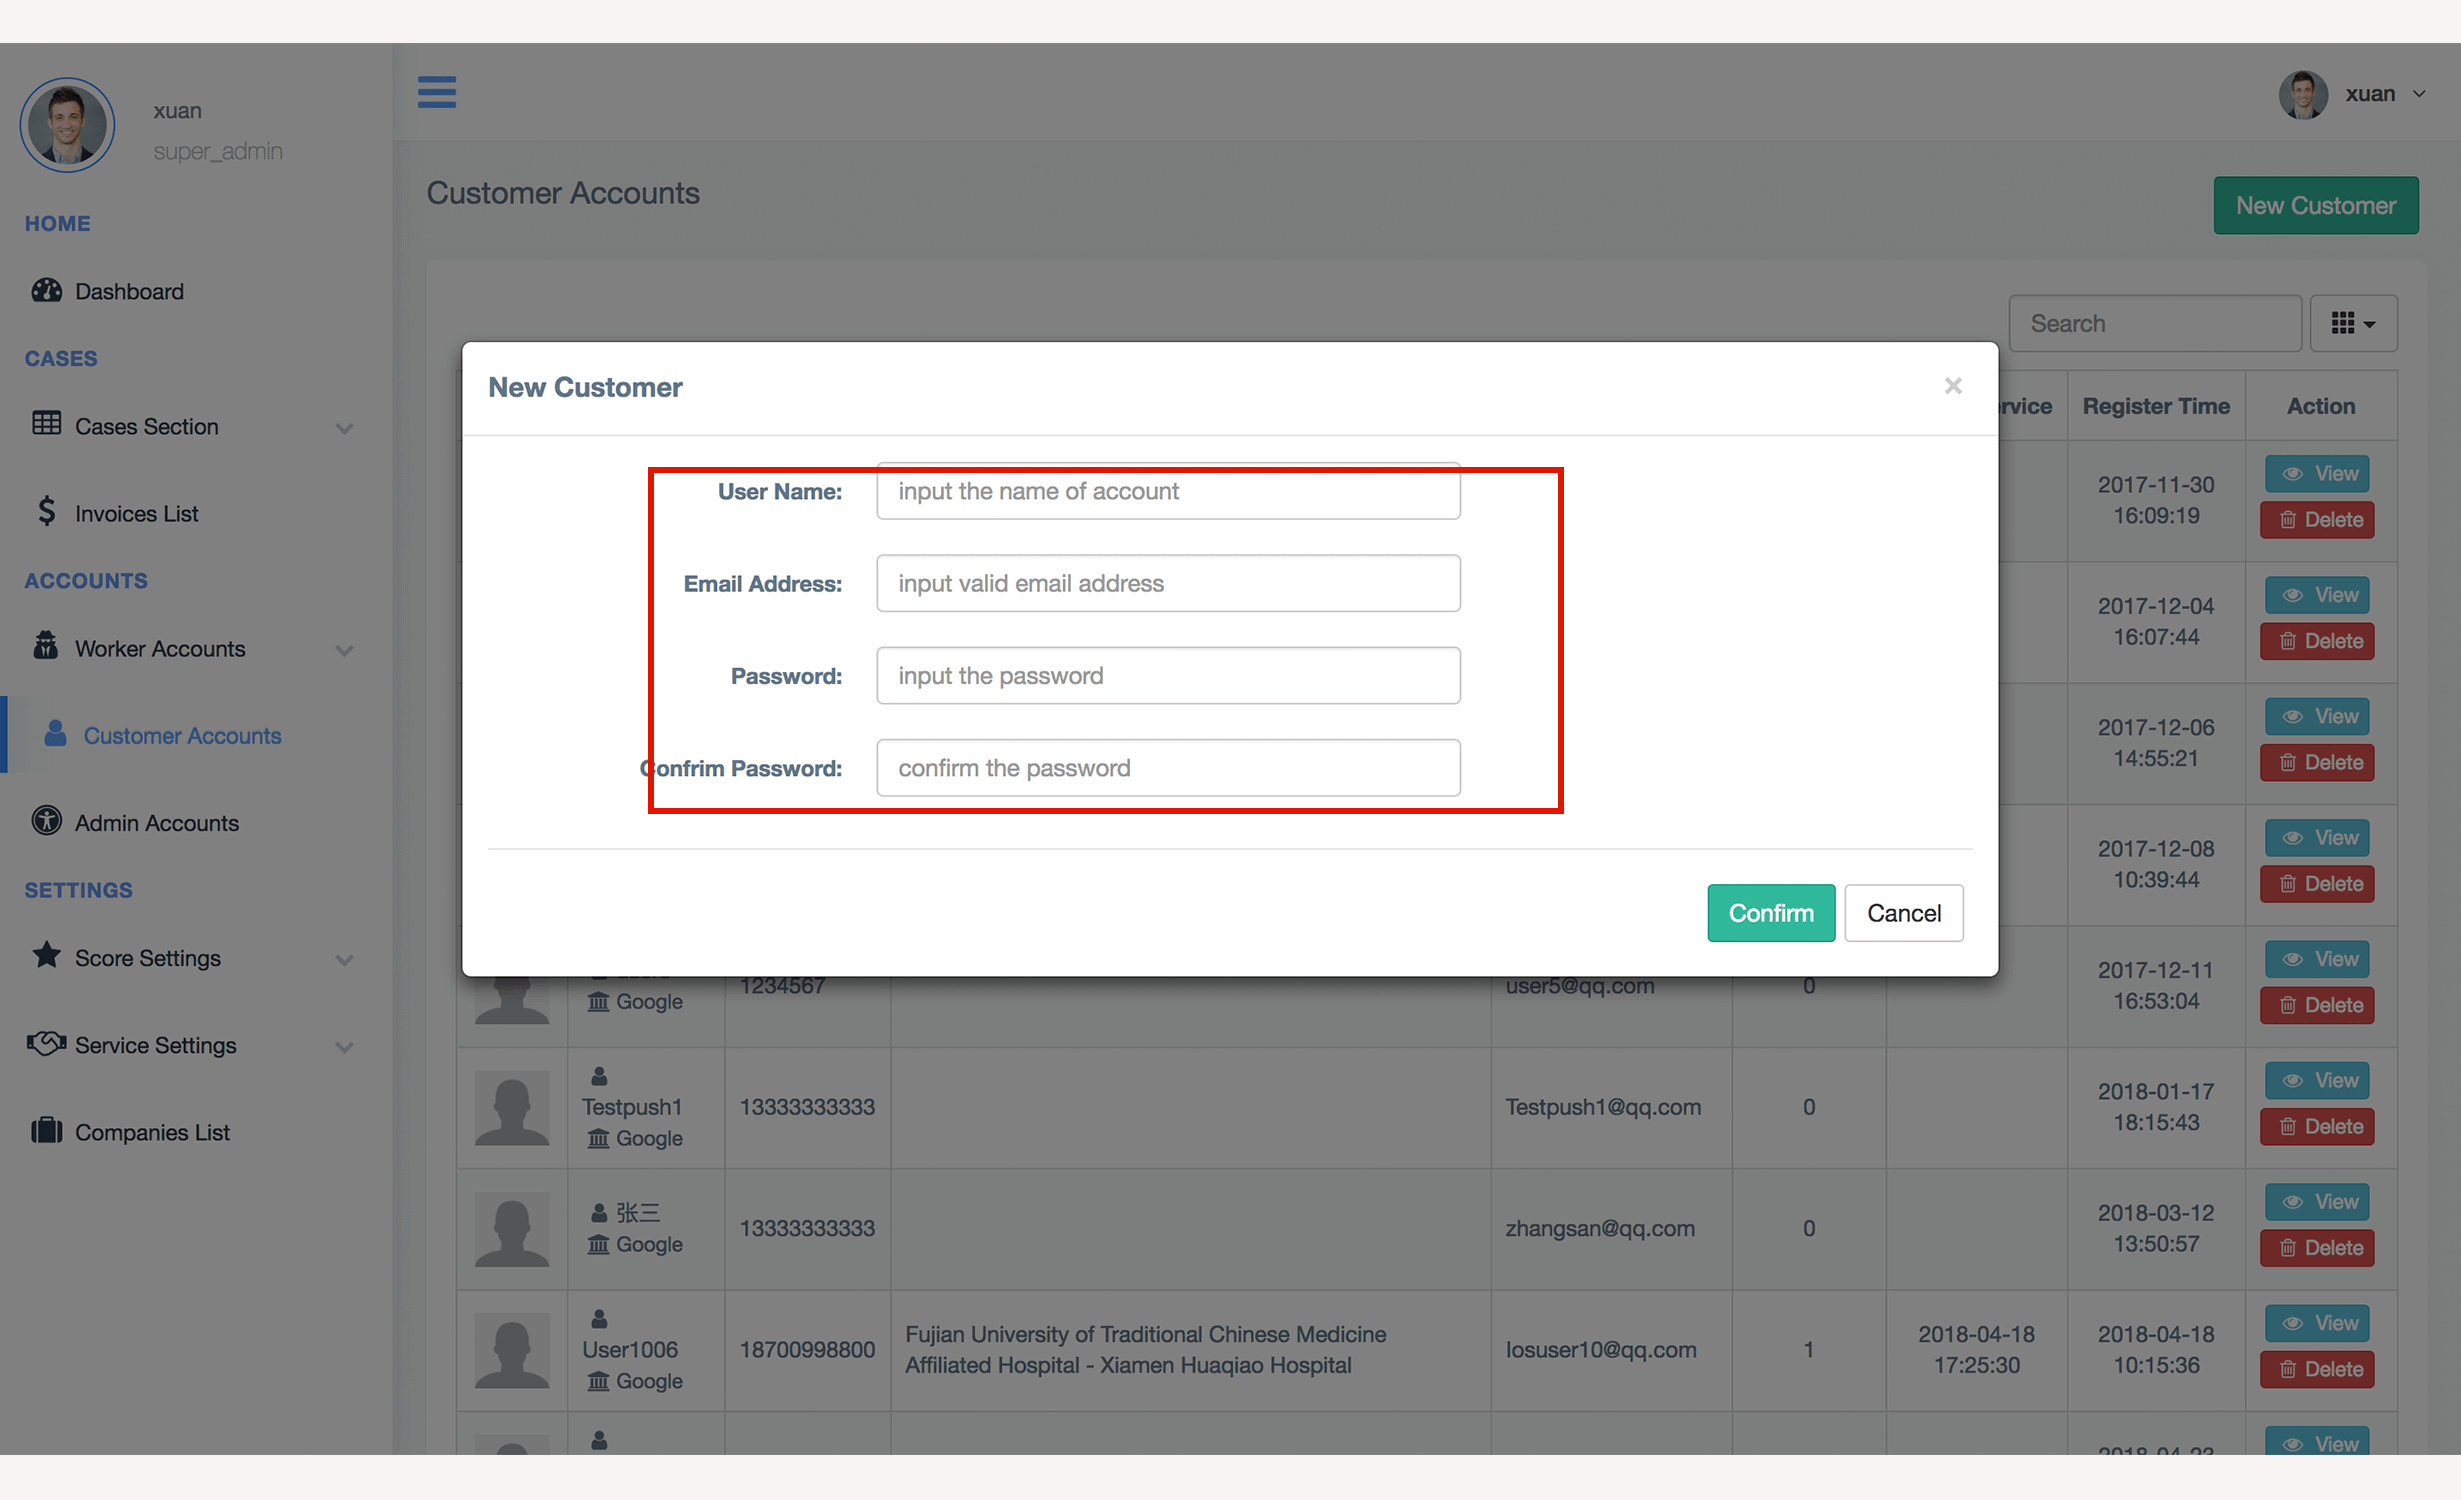 xuan
super_admin
xuan
HOME
Dashboard
CASES
Cases Section
Invoices List
ACCOUNTS
Worker Accounts
Customer Accounts
Admin Accounts
SETTINGS
Score Settings
Service Settings
Companies List
Customer Accounts
New Customer
Search
rvice
Register Time
Action
New Customer
×
User Name:
input the name of account
Email Address:
input valid email address
Password:
input the password
Confrim Password:
confirm the password
Confirm
Cancel
2017-11-30
16:09:19
View
Delete
2017-12-04
16:07:44
View
Delete
2017-12-06
14:55:21
View
Delete
2017-12-08
10:39:44
View
Delete
Google
1234567
user5@qq.com
0
2017-12-11
16:53:04
View
Delete
Testpush1
Google
13333333333
Testpush1@qq.com
0
2018-01-17
18:15:43
View
Delete
张三
Google
13333333333
zhangsan@qq.com
0
2018-03-12
13:50:57
View
Delete
User1006
Google
18700998800
Fujian University of Traditional Chinese Medicine
Affiliated Hospital - Xiamen Huaqiao Hospital
losuser10@qq.com
1
2018-04-18
17:25:30
2018-04-18
10:15:36
View
Delete
View